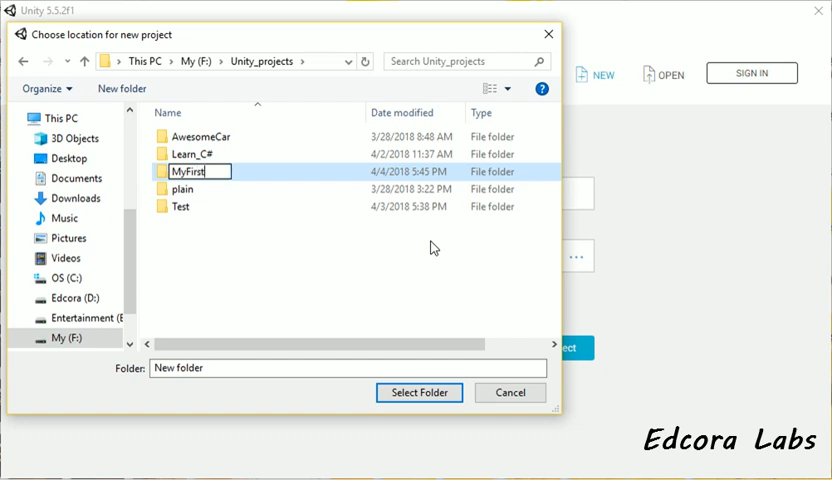 Unity 5.5.2f1
Choose location for new project
This PC > My (F:) > Unity_projects >
Search Unity_projects
NEW
OPEN
SIGN IN
Organize
New folder
Name
Date modified
Type
This PC
3D Objects
Desktop
Documents
Downloads
Music
Pictures
Videos
OS (C:)
Edcora (D:)
Entertainment (E
My (F:)
AwesomeCar 3/28/2018 8:48 AM File folder
Learn_C# 4/2/2018 11:37 AM File folder
MyFirst 4/4/2018 5:45 PM File folder
plain 3/28/2018 3:22 PM File folder
Test 4/3/2018 5:38 PM File folder
...
ect
Folder: New folder
Select Folder
Cancel
Edcora Labs